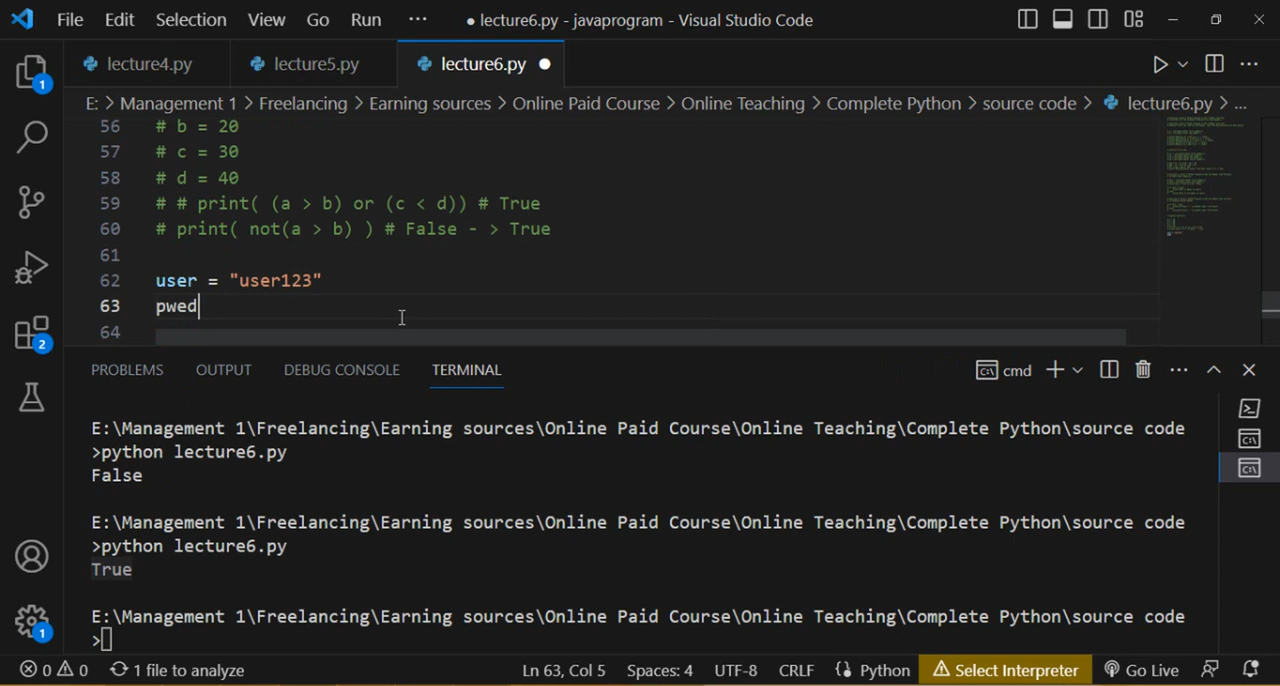 File Edit Selection View Go Run ··· ● lecture6.py - javaprogram - Visual Studio Code
lecture4.py lecture5.py lecture6.py ●
E: > Management 1 > Freelancing > Earning sources > Online Paid Course > Online Teaching > Complete Python > source code > lecture6.py > ...
1
56 # b = 20
57 # c = 30
58 # d = 40
59 # # print( (a > b) or (c < d)) # True
60 # print( not(a > b) ) # False - > True
61
62 user = "user123"
63 pwed
64
2
PROBLEMS OUTPUT DEBUG CONSOLE TERMINAL cmd
E:\Management 1\Freelancing\Earning sources\Online Paid Course\Online Teaching\Complete Python\source code
>python lecture6.py
False
E:\Management 1\Freelancing\Earning sources\Online Paid Course\Online Teaching\Complete Python\source code
>python lecture6.py
True
E:\Management 1\Freelancing\Earning sources\Online Paid Course\Online Teaching\Complete Python\source code
>
1
0 0 1 file to analyze Ln 63, Col 5 Spaces: 4 UTF-8 CRLF Python Select Interpreter Go Live